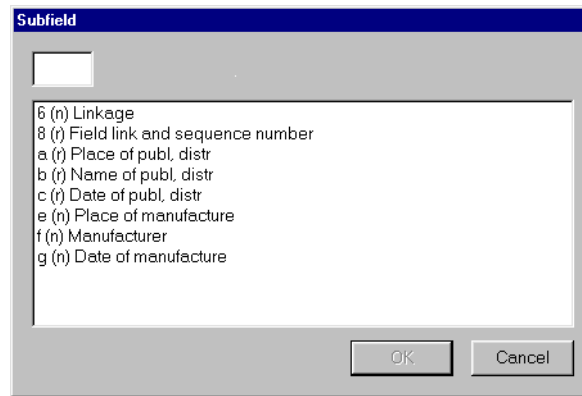 Subfield
6 (n) Linkage
8 (r) Field link and sequence number
a (r) Place of publ, distr
b (r) Name of publ, distr
c (r) Date of publ, distr
e (n) Place of manufacture
f (n) Manufacturer
g (n) Date of manufacture
OK Cancel